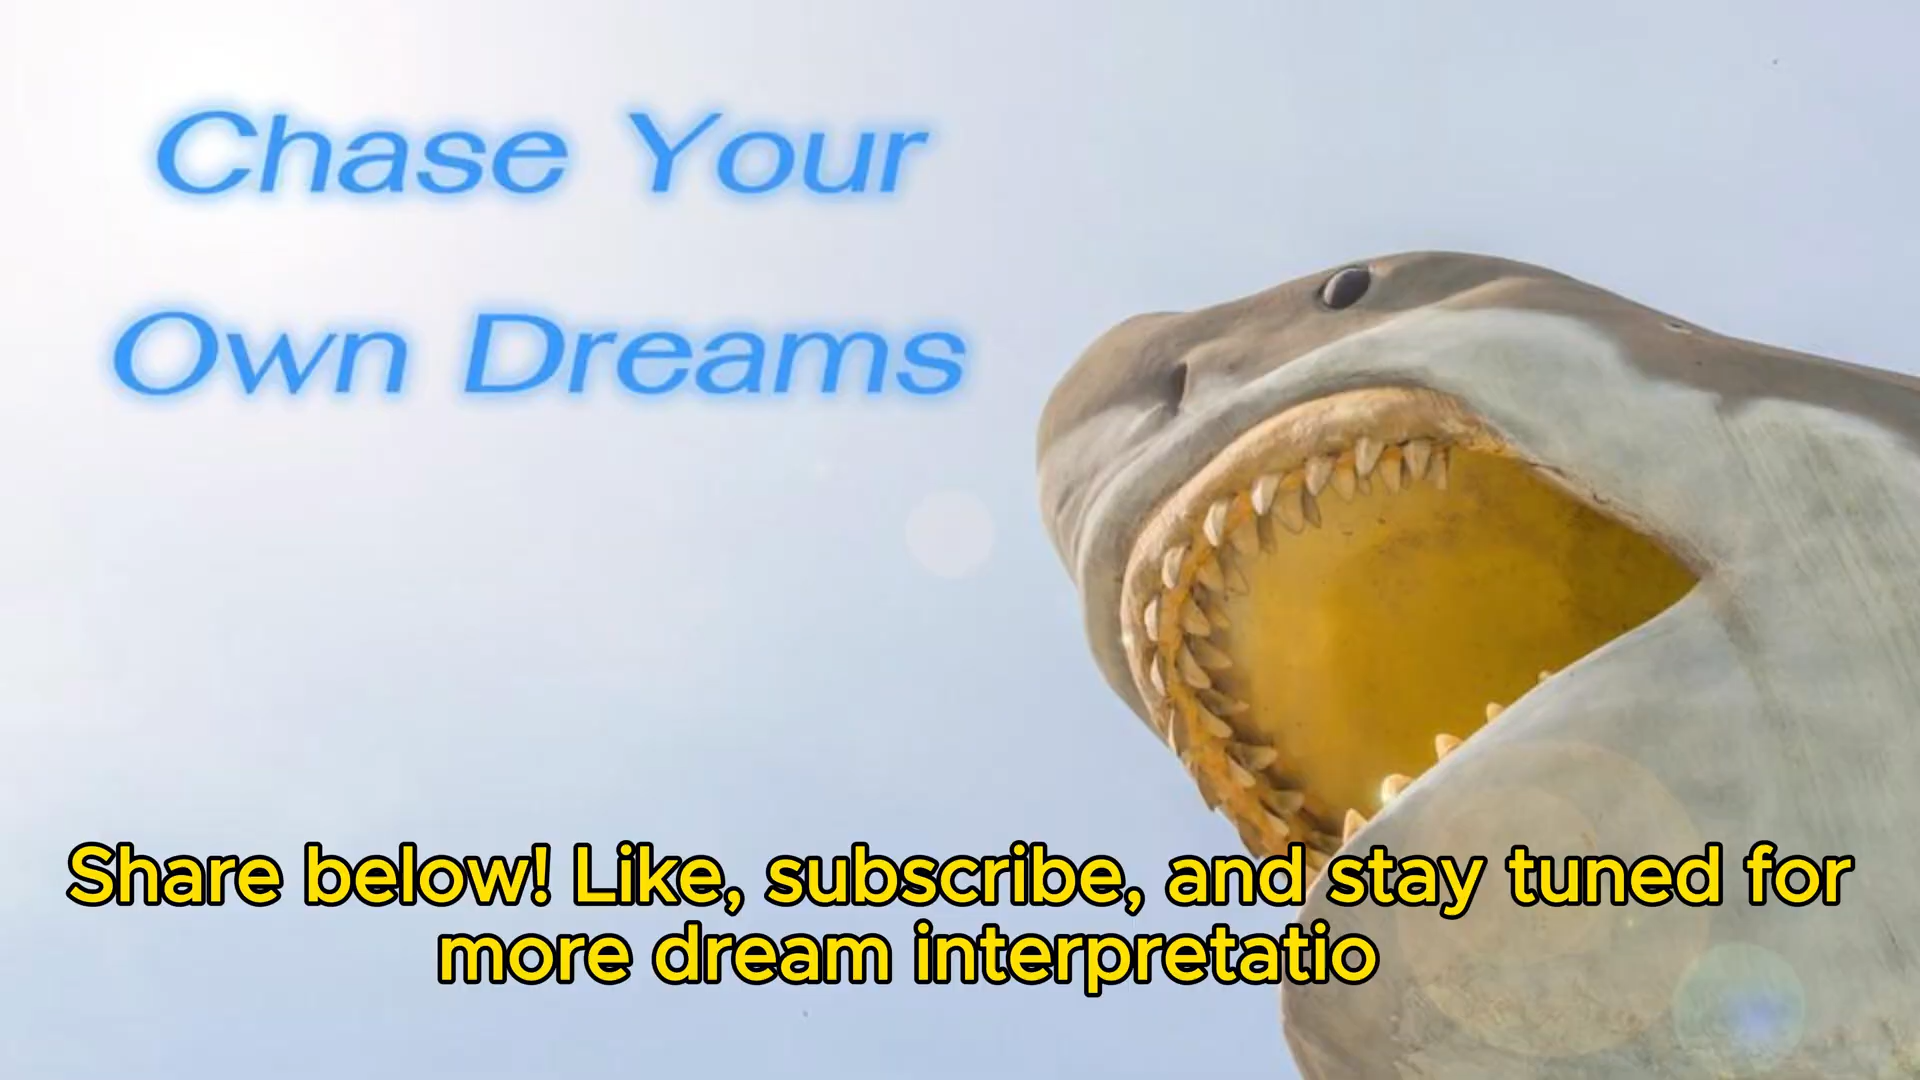 Chase Your
Own Dreams
Share below! Like, subscribe, and stay tuned for
more dream interpretatio